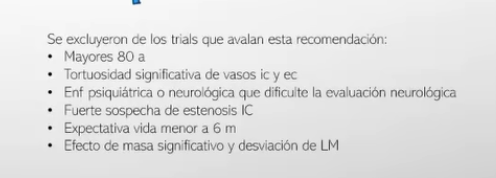 Se excluyeron de los trials que avalan esta recomendación:
• Mayores 80 a
• Tortuosidad significativa de vasos ic y ec
• Enf psiquiátrica o neurológica que dificulte la evaluación neurológica
• Fuerte sospecha de estenosis IC
• Expectativa vida menor a 6 m
• Efecto de masa significativo y desviación de LM